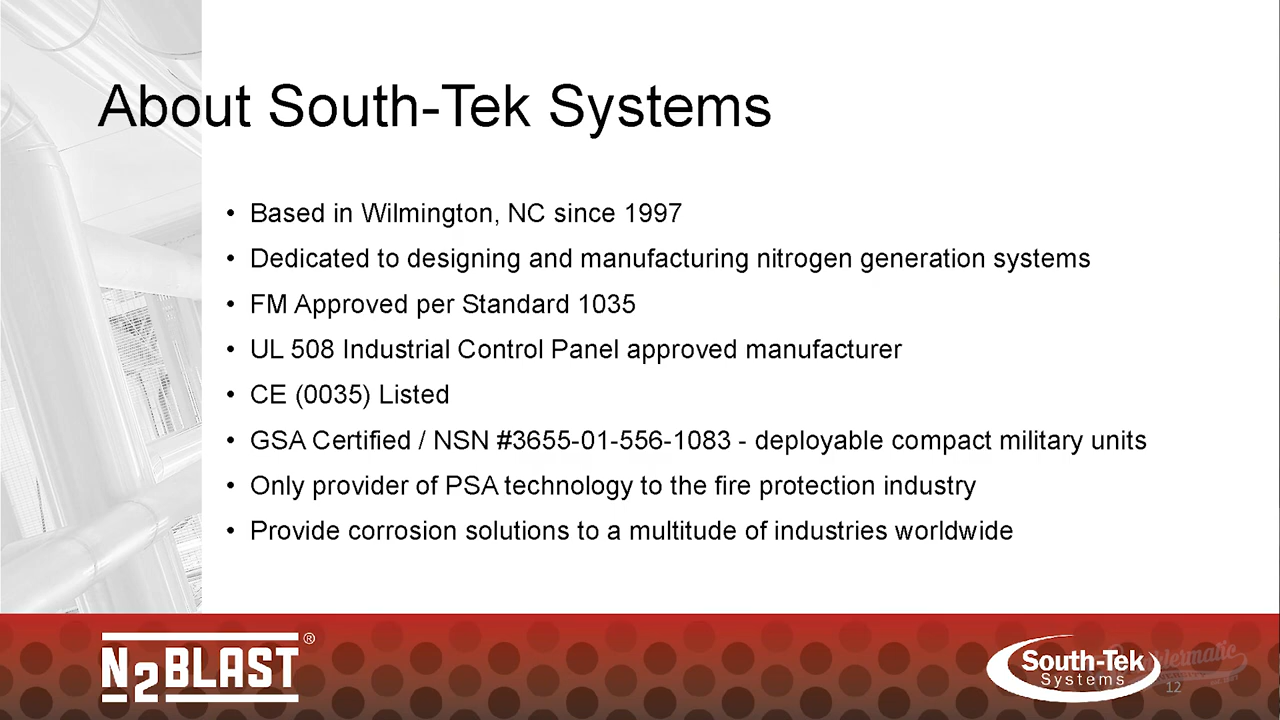 About South-Tek Systems
• Based in Wilmington, NC since 1997
• Dedicated to designing and manufacturing nitrogen generation systems
• FM Approved per Standard 1035
• UL 508 Industrial Control Panel approved manufacturer
• CE (0035) Listed
• GSA Certified / NSN #3655-01-556-1083 - deployable compact military units
• Only provider of PSA technology to the fire protection industry
• Provide corrosion solutions to a multitude of industries worldwide
N2BLAST®
South-Tek
Systems
12